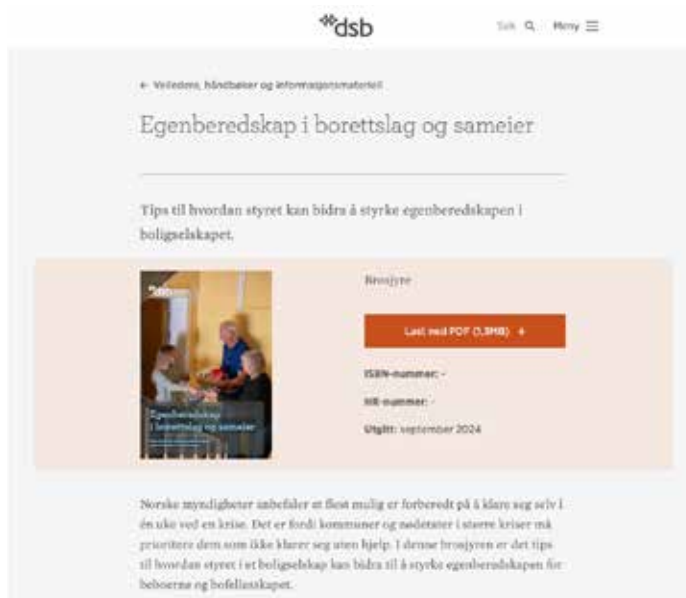 dsb
Søk Meny
← Veiledere, håndbøker og informasjonsmateriell
Egenberedskap i borettslag og sameier
Tips til hvordan styret kan bidra å styrke egenberedskapen i
boligselskapet.
dsb
Egenberedskap
i borettslag og sameier
Brosjyre
Last ned PDF (1,9MB) ↓
ISBN-nummer: -
HR-nummer: -
Utgitt: september 2024
Norske myndigheter anbefaler at flest mulig er forberedt på å klare seg selv i
én uke ved en krise. Det er fordi kommuner og nødetater i større kriser må
prioritere dem som ikke klarer seg uten hjelp. I denne brosjyren er det tips
til hvordan styret i et boligselskap kan bidra til å styrke egenberedskapen for
beboerne og bofellesskapet.